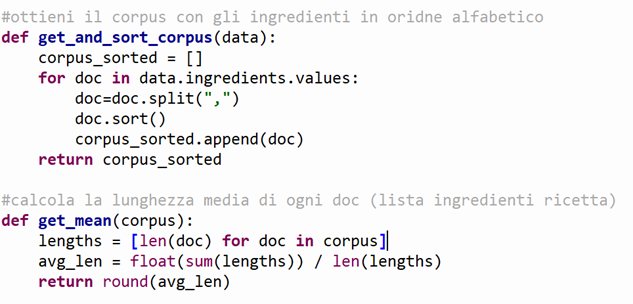 #ottieni il corpus con gli ingredienti in oridne alfabetico
def get_and_sort_corpus(data):
    corpus_sorted = []
    for doc in data.ingredients.values:
        doc=doc.split(",")
        doc.sort()
        corpus_sorted.append(doc)
    return corpus_sorted

#calcola la lunghezza media di ogni doc (lista ingredienti ricetta)
def get_mean(corpus):
    lengths = [len(doc) for doc in corpus]
    avg_len = float(sum(lengths)) / len(lengths)
    return round(avg_len)